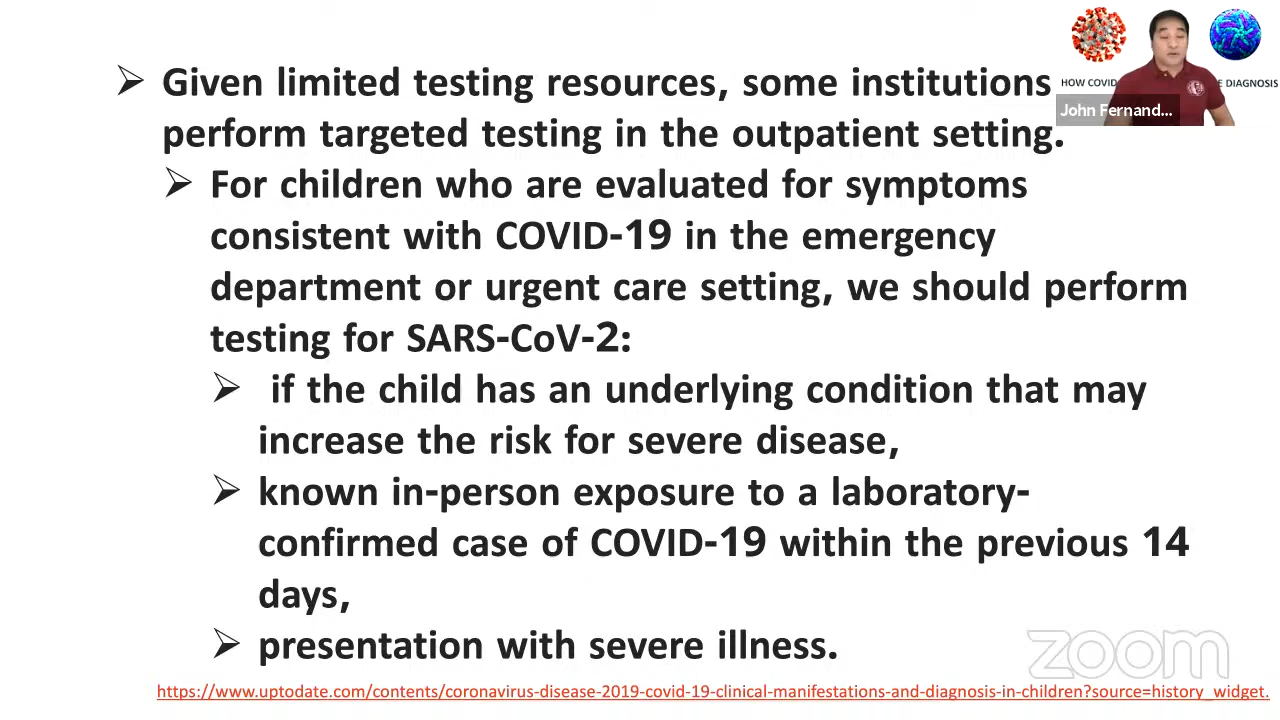 Given limited testing resources, some institutions
perform targeted testing in the outpatient setting.
For children who are evaluated for symptoms
consistent with COVID-19 in the emergency
department or urgent care setting, we should perform
testing for SARS-CoV-2:
if the child has an underlying condition that may
increase the risk for severe disease,
known in-person exposure to a laboratory-
confirmed case of COVID-19 within the previous 14
days,
presentation with severe illness.
https://www.uptodate.com/contents/coronavirus-disease-2019-covid-19-clinical-manifestations-and-diagnosis-in-children?source=history_widget.
HOW COVID
E DIAGNOSIS
John Fernand...
zoom